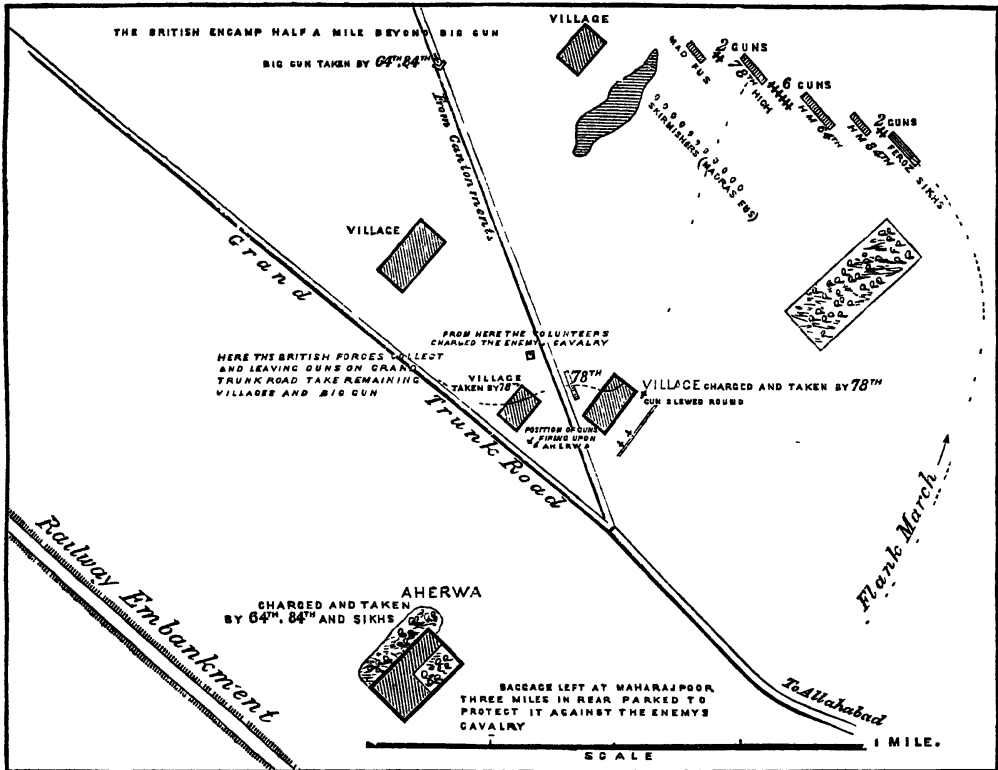 THE BRITISH ENCAMP HALF A MILE BEYOND BIG GUN
BIG GUN TAKEN BY 64TH, 84TH
From Cantonments
VILLAGE
MAD FUS
2 GUNS
78TH HIGH
6 GUNS
HM 64TH
HM 84TH
2 GUNS
FEROZ SIKHS
SKIRMISHERS (MADRAS FUS)
VILLAGE
Grand
Trunk Road
FROM HERE THE VOLUNTEERS
CHARGED THE ENEMYS CAVALRY
HERE THS BRITISH FORCES COLLECT
AND LEAVING GUNS ON GRAND
TRUNK ROAD TAKE REMAINING
VILLAGES AND BIG GUN
VILLAGE
TAKEN BY 78TH
78TH
VILLAGE CHARGED AND TAKEN BY 78TH
GUN SLEWED ROUND
POSITION OF GUNS
FIRING UPON
AHERWA
Flank March
Railway Embankment
AHERWA
CHARGED AND TAKEN
BY 64TH, 84TH AND SIKHS
To Allahabad
BAGGAGE LEFT AT MAHARAJPOOR
THREE MILES IN REAR PARKED TO
PROTECT IT AGAINST THE ENEMYS
CAVALRY
1 MILE.
SCALE